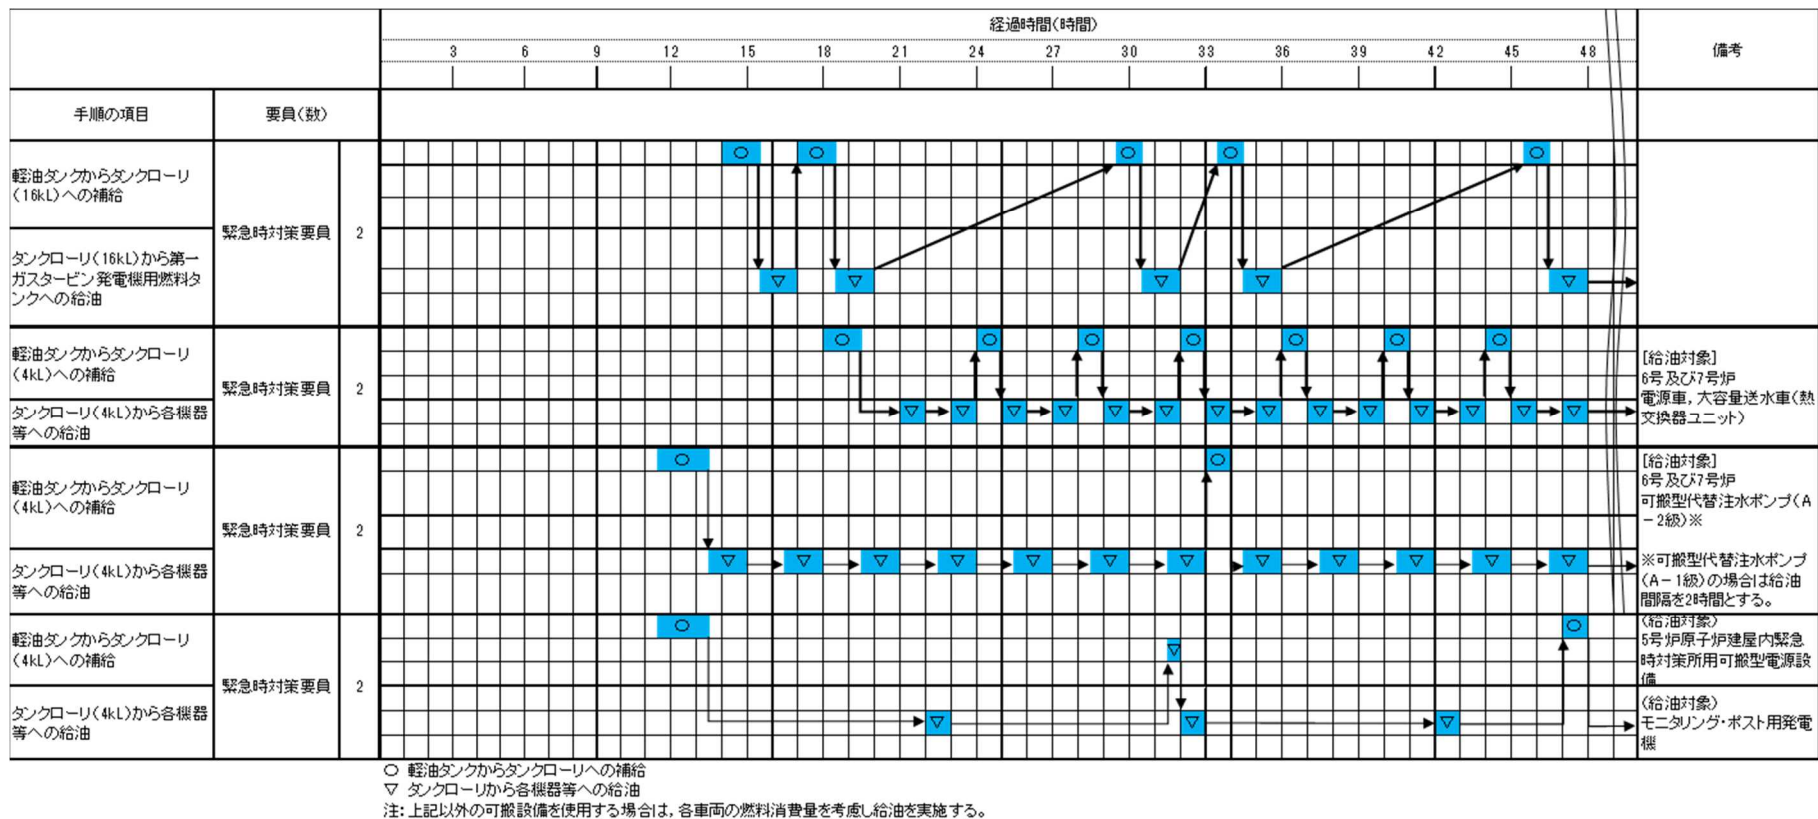 経過時間(時間)
3 6 9 12 15 18 21 24 27 30 33 36 39 42 45 48
備考
手順の項目
要員(数)
軽油タンクからタンクローリ
(16kL)への補給
緊急時対策要員
2
タンクローリ(16kL)から第一
ガスタービン発電機用燃料タ
ンクへの給油
軽油タンクからタンクローリ
(4kL)への補給
緊急時対策要員
2
タンクローリ(4kL)から各機器
等への給油
[給油対象]
6号及び7号炉
電源車,大容量送水車(熱
交換器ユニット)
軽油タンクからタンクローリ
(4kL)への補給
緊急時対策要員
2
タンクローリ(4kL)から各機器
等への給油
[給油対象]
6号及び7号炉
可搬型代替注水ポンプ(A
-2級)※
※可搬型代替注水ポンプ
(A-1級)の場合は給油
間隔を2時間とする。
軽油タンクからタンクローリ
(4kL)への補給
緊急時対策要員
2
タンクローリ(4kL)から各機器
等への給油
(給油対象)
5号炉原子炉建屋内緊急
時対策所用可搬型電源設
備
(給油対象)
モニタリング・ポスト用発電
機
○ 軽油タンクからタンクローリへの補給
▽ タンクローリから各機器等への給油
注:上記以外の可搬設備を使用する場合は,各車両の燃料消費量を考慮し給油を実施する。